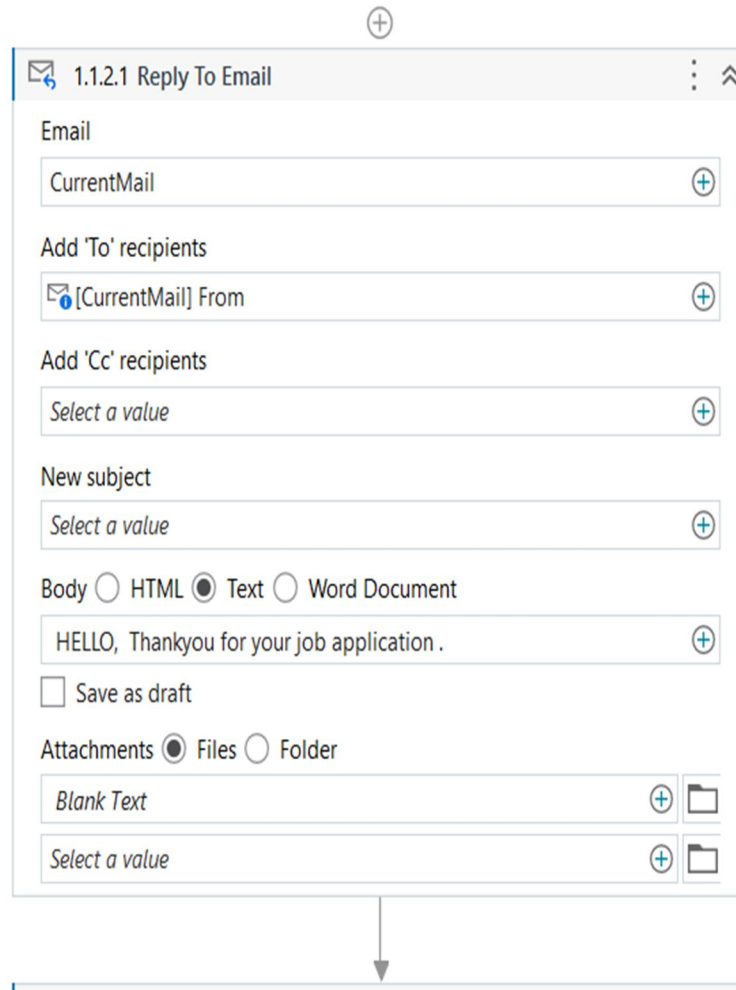 1.1.2.1 Reply To Email
Email
CurrentMail
Add 'To' recipients
[CurrentMail] From
Add 'Cc' recipients
Select a value
New subject
Select a value
Body HTML Text Word Document
HELLO, Thankyou for your job application .
Save as draft
Attachments Files Folder
Blank Text
Select a value